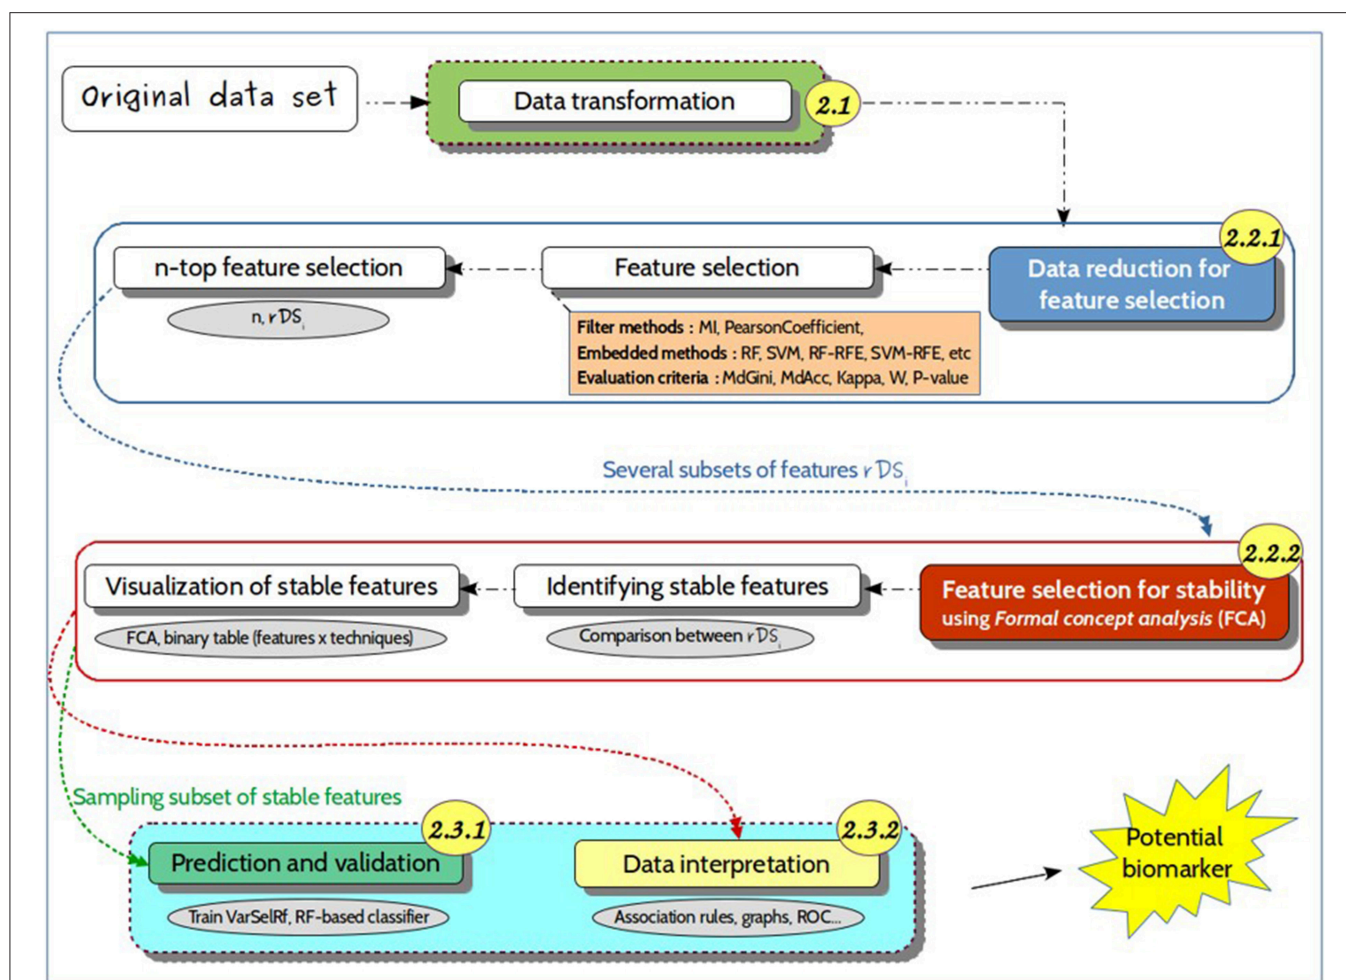 Original data set
Data transformation
2.1
2.2.1
n-top feature selection
Feature selection
Data reduction for
feature selection
n, rDSi
Filter methods : MI, PearsonCoefficient,
Embedded methods : RF, SVM, RF-RFE, SVM-RFE, etc
Evaluation criteria : MdGini, MdAcc, Kappa, W, P-value
Several subsets of features rDSi
2.2.2
Visualization of stable features
Identifying stable features
Feature selection for stability
using Formal concept analysis (FCA)
FCA, binary table (features x techniques)
Comparison between rDSi
Sampling subset of stable features
2.3.1
2.3.2
Prediction and validation
Data interpretation
Train VarSelRf, RF-based classifier
Association rules, graphs, ROC...
Potential
biomarker